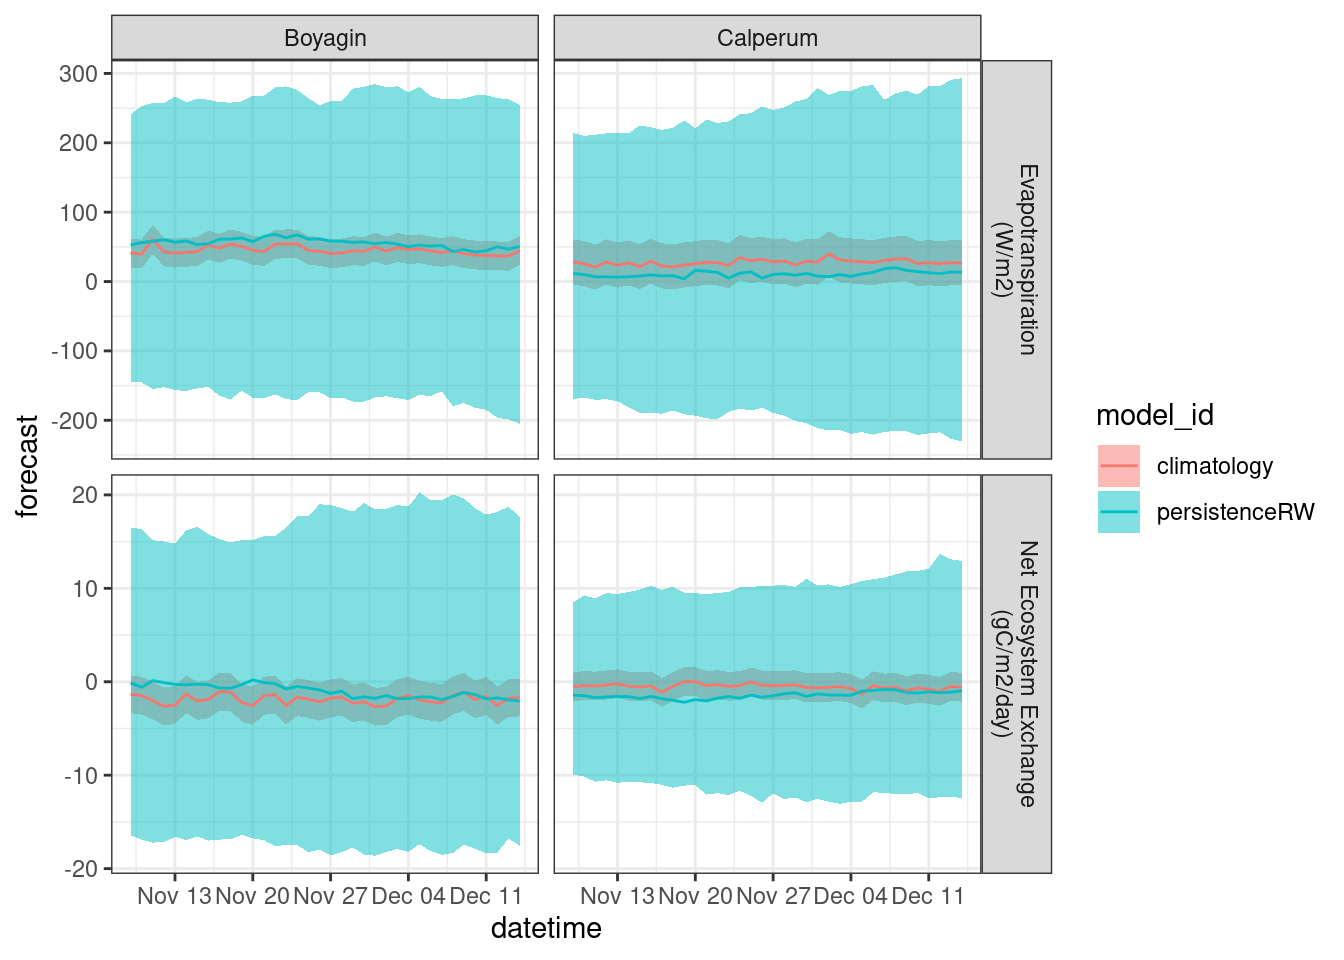 Boyagin
Calperum
300
200
100
0
-100
-200
Evapotranspiration
(W/m2)
20
10
0
-10
-20
Net Ecosystem Exchange
(gC/m2/day)
Nov 13 Nov 20 Nov 27 Dec 04 Dec 11
Nov 13 Nov 20 Nov 27 Dec 04 Dec 11
datetime
forecast
model_id
climatology
persistenceRW